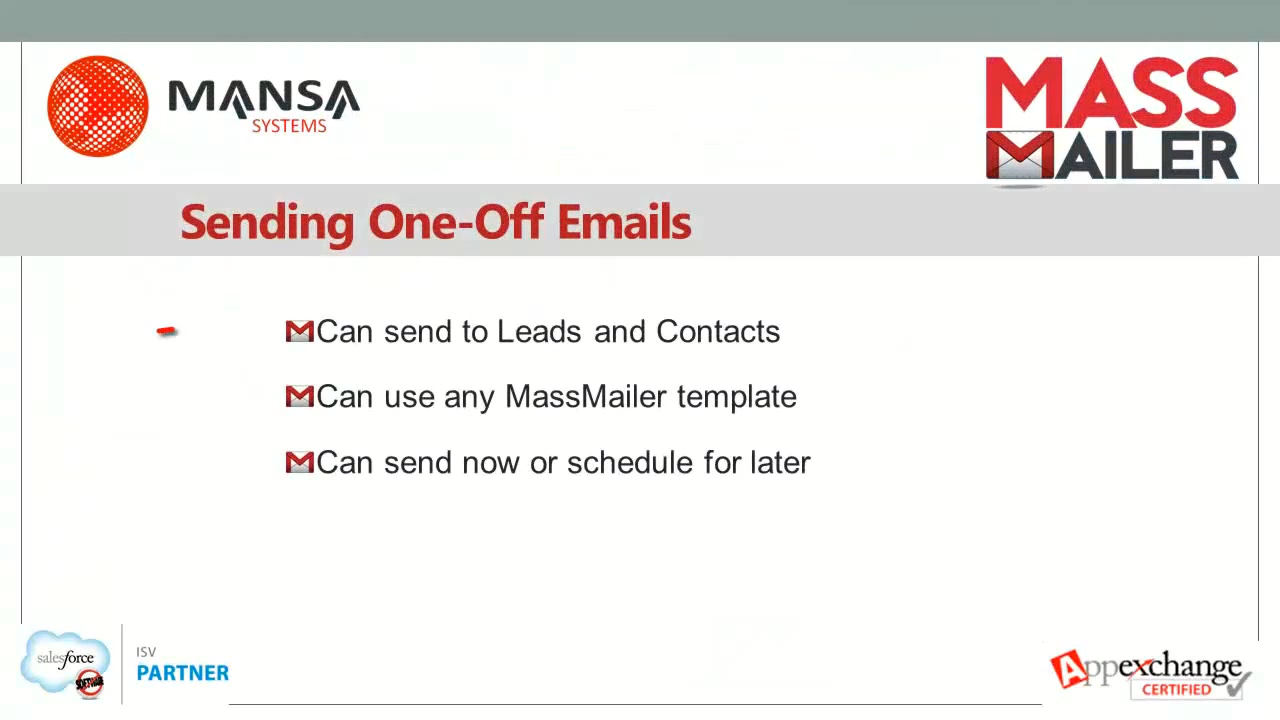 MANSA
SYSTEMS
MASS
MAILER
Sending One-Off Emails
Can send to Leads and Contacts
Can use any MassMailer template
Can send now or schedule for later
salesforce
SOFTWARE
ISV
PARTNER
Appexchange
CERTIFIED